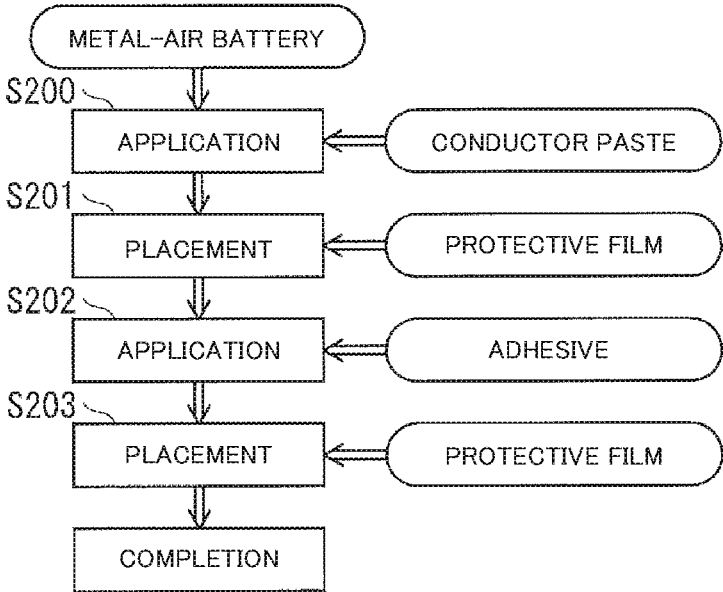 METAL-AIR BATTERY
S200
APPLICATION
CONDUCTOR PASTE
S201
PLACEMENT
PROTECTIVE FILM
S202
APPLICATION
ADHESIVE
S203
PLACEMENT
PROTECTIVE FILM
COMPLETION